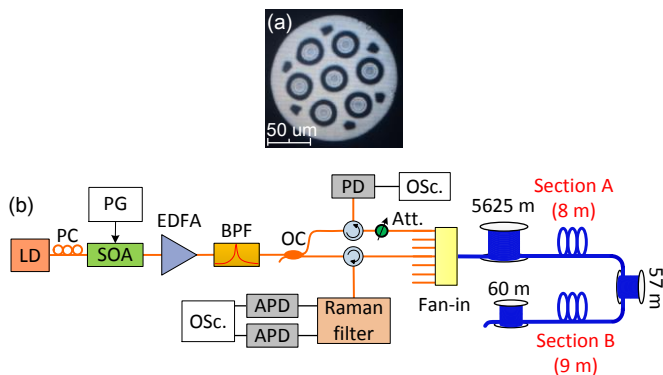 (a)
50 um
(b)
PG
PD
OSc.
5625 m
Section A
(8 m)
PC
EDFA
BPF
OC
Att.
LD
SOA
57 m
60 m
Fan-in
OSc.
APD
APD
Raman
filter
Section B
(9 m)